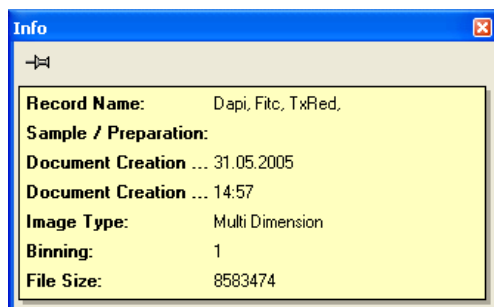 Info
Record Name: Dapi, Fitc, TxRed,
Sample / Preparation:
Document Creation ... 31.05.2005
Document Creation ... 14:57
Image Type: Multi Dimension
Binning: 1
File Size: 8583474